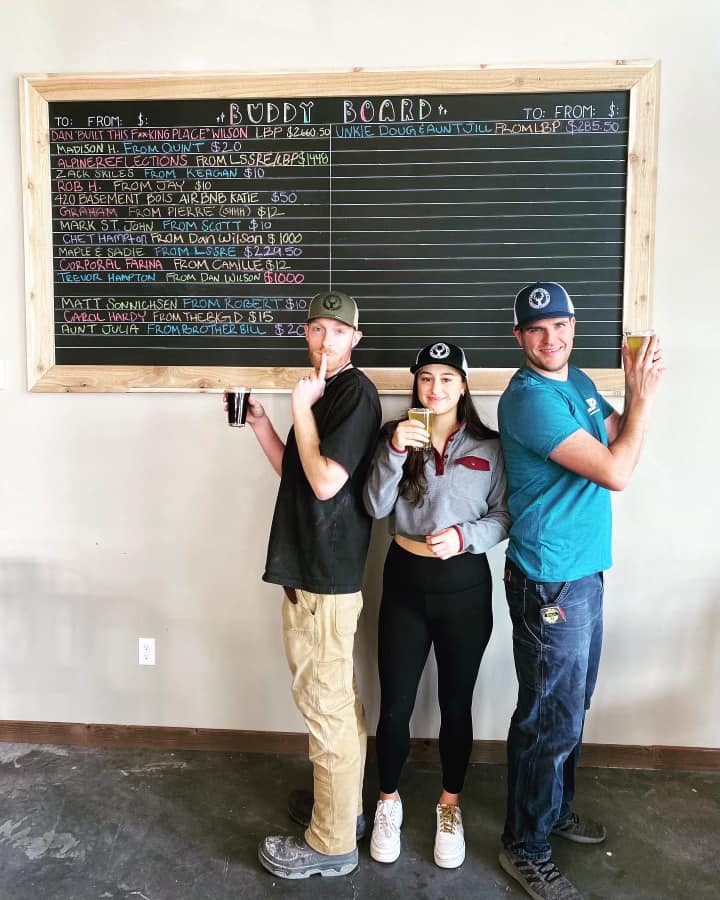 BUDDY BOARD
TO: FROM: $:
DAN "BUILT THIS F**KING PLACE" WILSON LBP $2660.50
MADISON H. FROM QUINT $20
ALPINE REFLECTIONS FROM LSSRE/LBP $1448
ZACK SKILES FROM KEAGAN $10
ROB H. FROM JAY $10
420 BASEMENT BOIS AIRBNB KATIE $50
GRAHAM FROM PIERRE (SHHH) $12
MARK ST. JOHN FROM SCOTT $10
CHET HAMPTON FROM DAN WILSON $1000
MAPLE & SADIE FROM LSSRE $229.50
CORPORAL FARINA FROM CAMILLE $12
TREVOR HAMPTON FROM DAN WILSON $1000
MATT SONNICHSEN FROM ROBERT $10
CAROL HARDY FROM THE BIG D $15
AUNT JULIA FROM BROTHER BILL $20
TO: FROM: $:
UNKIE DOUG & AUNT JILL FROM LBP $285.50